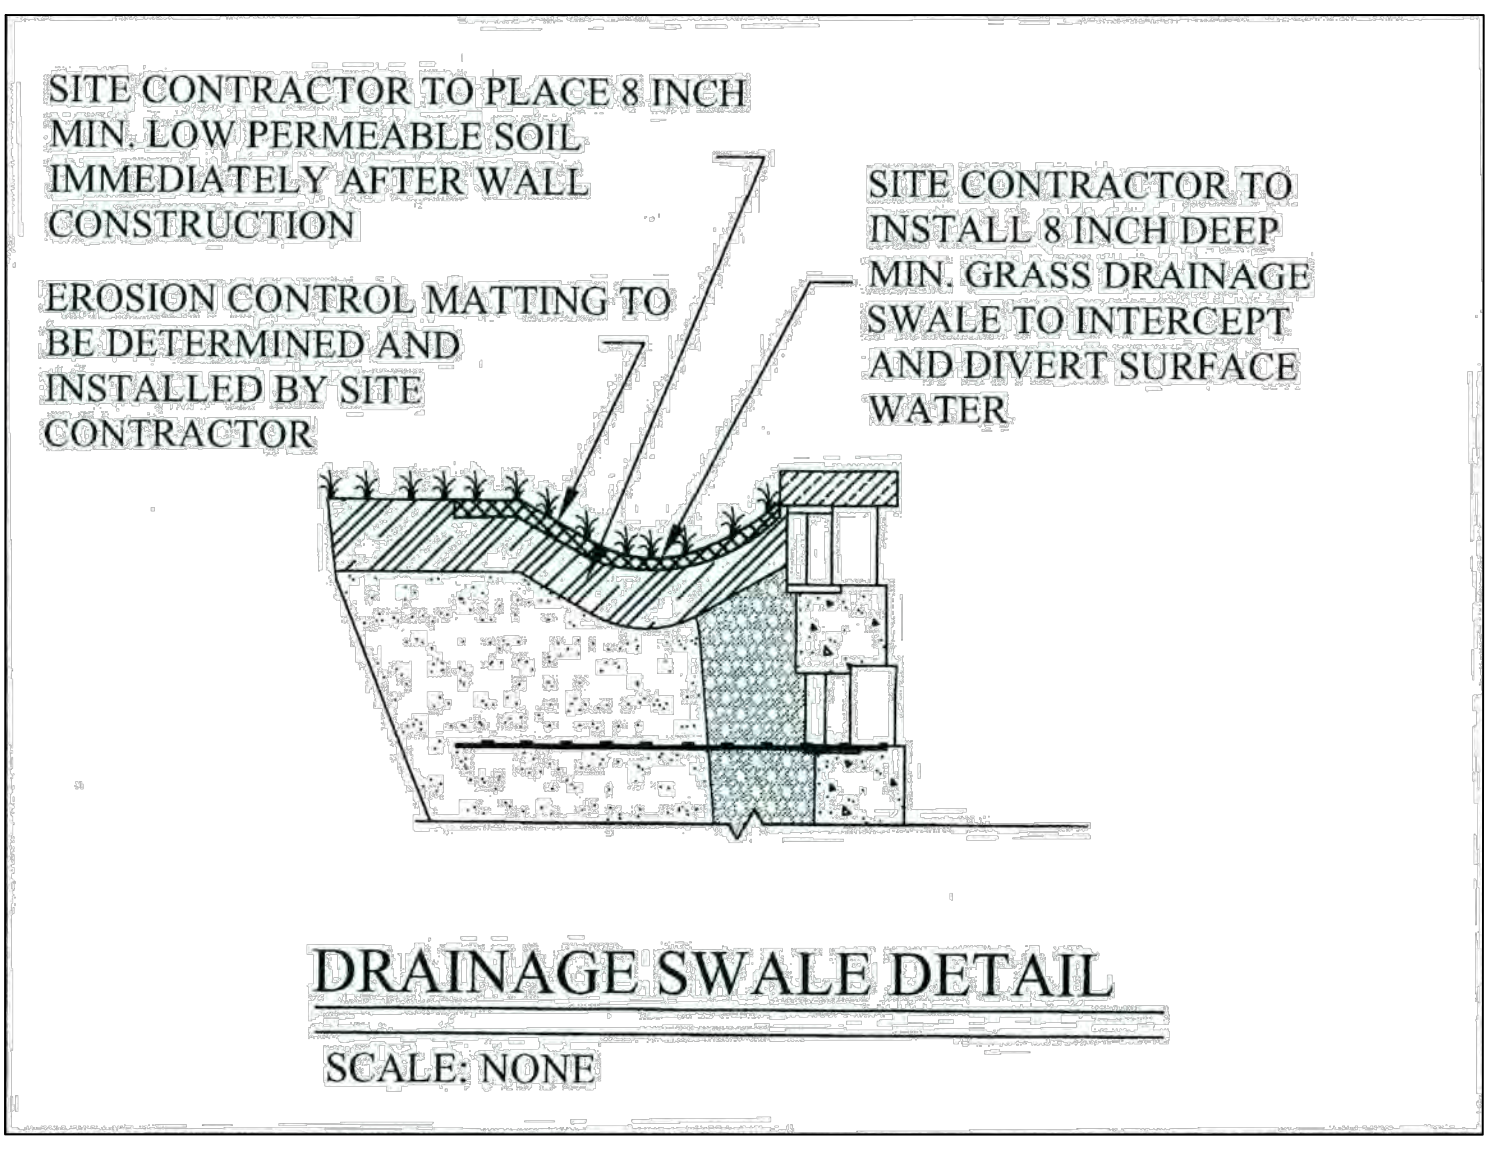 SITE CONTRACTOR TO PLACE 8 INCH
MIN. LOW PERMEABLE SOIL
IMMEDIATELY AFTER WALL
CONSTRUCTION
EROSION CONTROL MATTING TO
BE DETERMINED AND
INSTALLED BY SITE
CONTRACTOR
SITE CONTRACTOR TO
INSTALL 8 INCH DEEP
MIN. GRASS DRAINAGE
SWALE TO INTERCEPT
AND DIVERT SURFACE
WATER
DRAINAGE SWALE DETAIL
SCALE: NONE